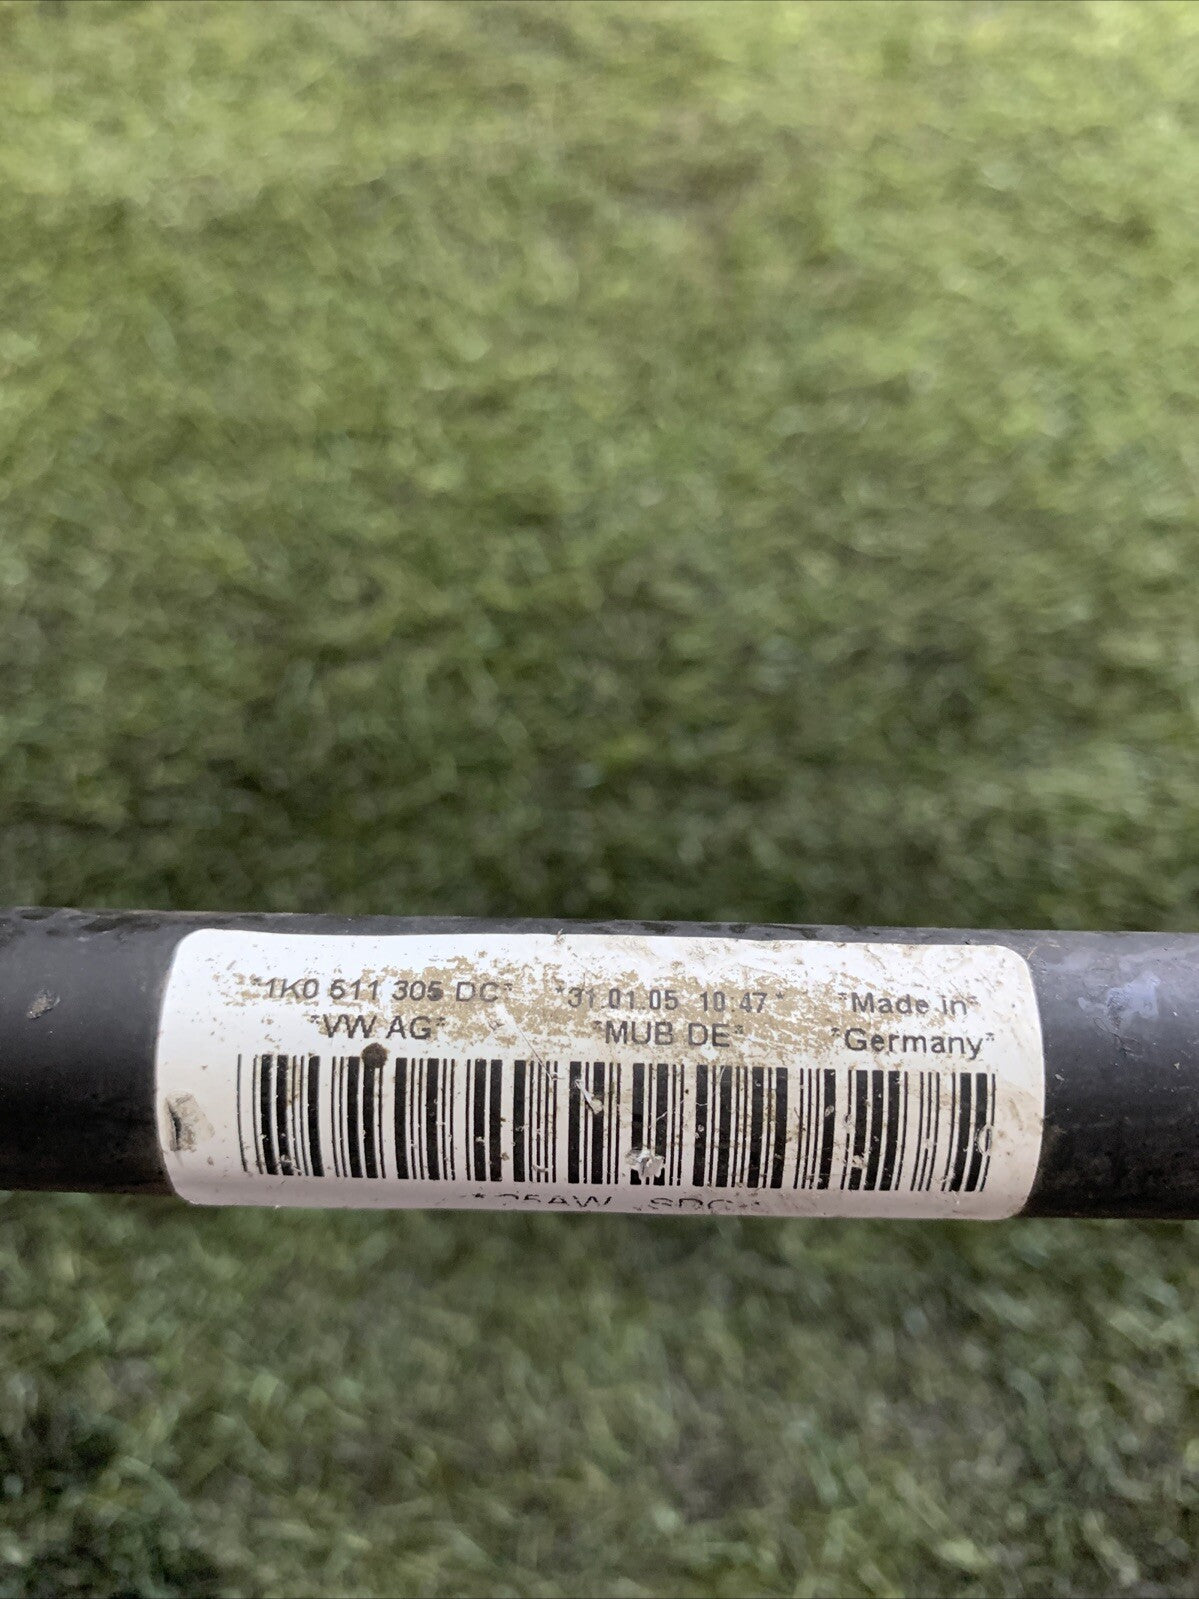 *1K0 511 305 DC* *31.01.05 10:47* *Made in*
*VW AG* *MUB DE* *Germany*